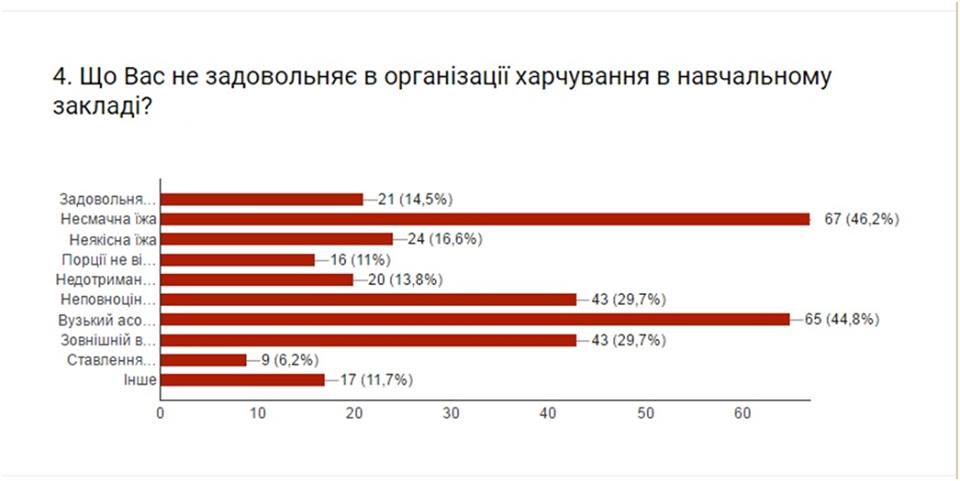 4. Що Вас не задовольняє в організації харчування в навчальному
закладі?
Задовольня... 21 (14,5%)
Несмачна їжа 67 (46,2%)
Неякісна їжа 24 (16,6%)
Порції не ві... 16 (11%)
Недотриман... 20 (13,8%)
Неповноцін... 43 (29,7%)
Вузький асо... 65 (44,8%)
Зовнішній в... 43 (29,7%)
Ставлення... 9 (6,2%)
Інше 17 (11,7%)
0 10 20 30 40 50 60